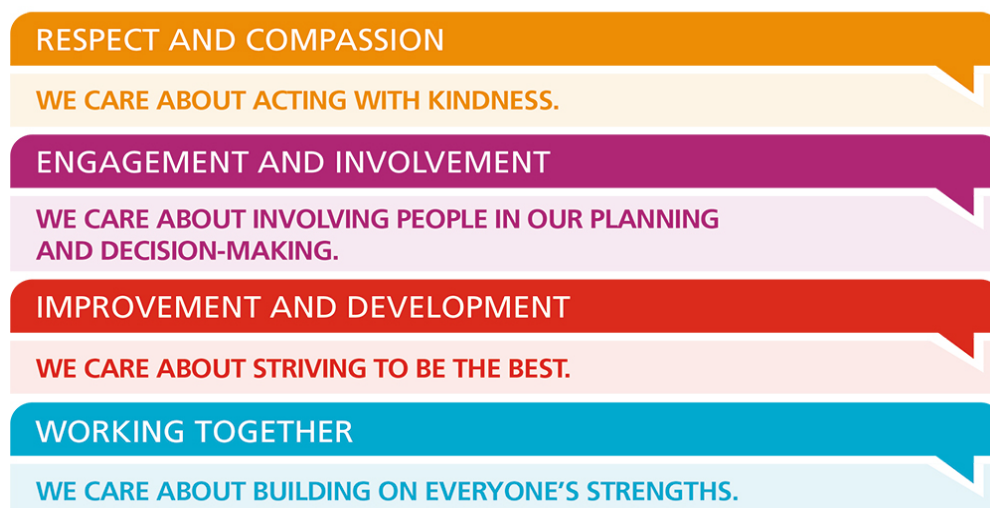 RESPECT AND COMPASSION
WE CARE ABOUT ACTING WITH KINDNESS.
ENGAGEMENT AND INVOLVEMENT
WE CARE ABOUT INVOLVING PEOPLE IN OUR PLANNING
AND DECISION-MAKING.
IMPROVEMENT AND DEVELOPMENT
WE CARE ABOUT STRIVING TO BE THE BEST.
WORKING TOGETHER
WE CARE ABOUT BUILDING ON EVERYONE’S STRENGTHS.